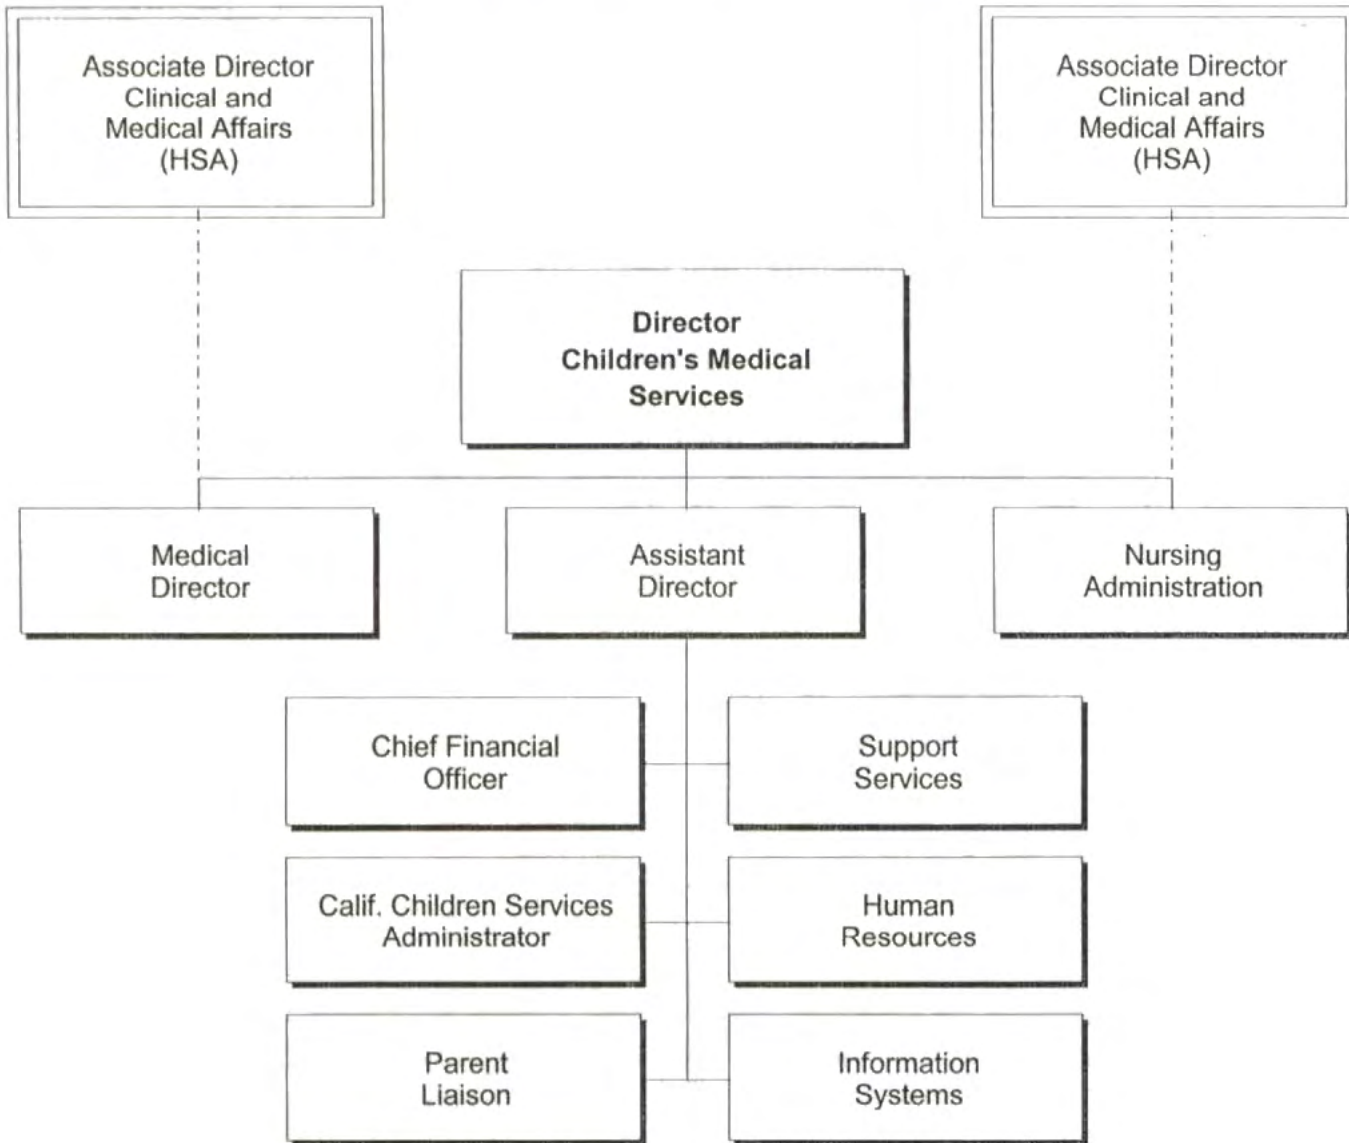 Associate Director
Clinical and
Medical Affairs
(HSA)
Associate Director
Clinical and
Medical Affairs
(HSA)
Director
Children's Medical
Services
Medical
Director
Assistant
Director
Nursing
Administration
Chief Financial
Officer
Support
Services
Calif. Children Services
Administrator
Human
Resources
Parent
Liaison
Information
Systems